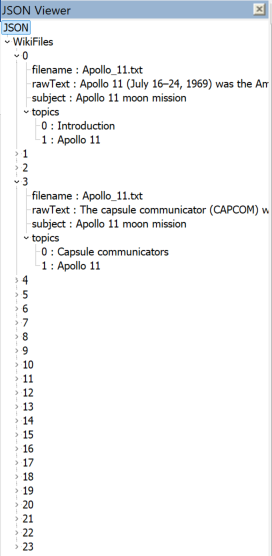 JSON Viewer
JSON
WikiFiles
0
filename : Apollo_11.txt
rawText : Apollo 11 (July 16–24, 1969) was the Am
subject : Apollo 11 moon mission
topics
0 : Introduction
1 : Apollo 11
1
2
3
filename : Apollo_11.txt
rawText : The capsule communicator (CAPCOM) w
subject : Apollo 11 moon mission
topics
0 : Capsule communicators
1 : Apollo 11
4
5
6
7
8
9
10
11
12
13
14
15
16
17
18
19
20
21
22
23